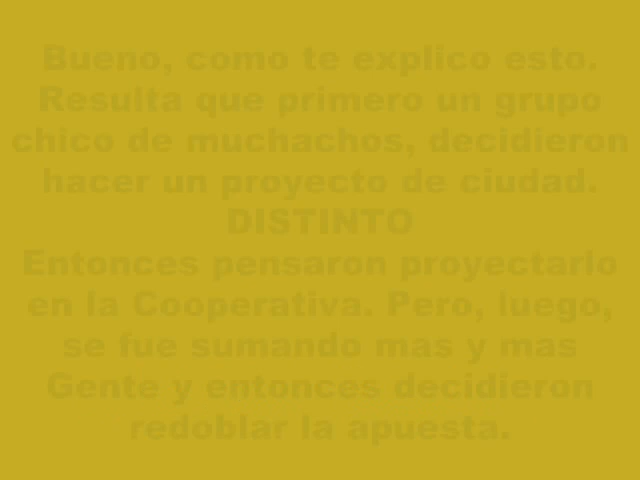 Bueno, como te explico esto.
Resulta que primero un grupo
chico de muchachos, decidieron
hacer un proyecto de ciudad.
DISTINTO
Entonces pensaron proyectarlo
en la Cooperativa. Pero, luego,
se fue sumando mas y mas
Gente y entonces decidieron
redoblar la apuesta.